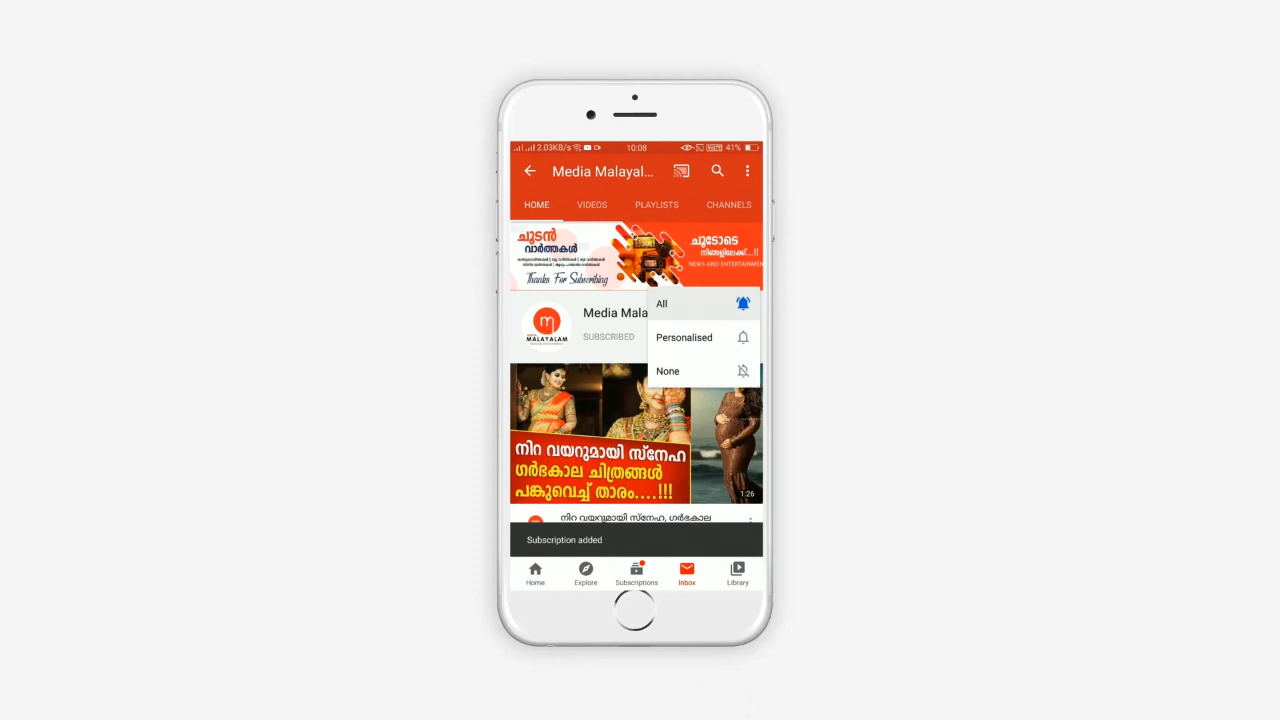 2.03KB/s
10:08
41%
Media Malayal...
HOME
VIDEOS
PLAYLISTS
CHANNELS
ചൂടൻ
വാർത്തകൾ
Thanks For Subscribing
ചൂടോടെ
നിങ്ങളിലേക്ക്...!!
NEWS AND ENTERTAINMEN
MALAYALAM
Media Mala
SUBSCRIBED
All
Personalised
None
നിറ വയറുമായി സ്നേഹ
ഗർഭകാല ചിത്രങ്ങൾ
പങ്കുവെച്ച് താരം....!!!
1:26
നിറ വയറുമായി സ്നേഹ, ഗർഭകാല
Subscription added
Home
Explore
Subscriptions
Inbox
Library